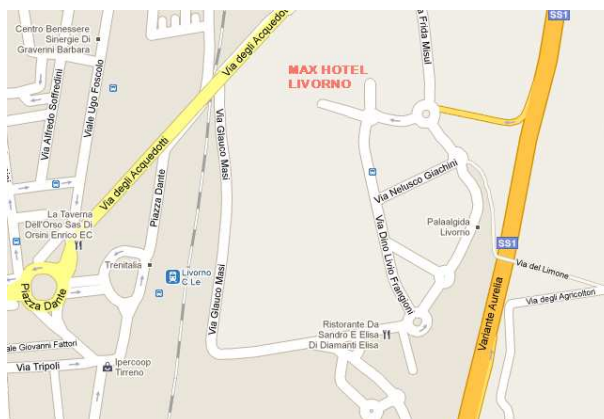 SS1
Centro Benessere
Sinergie Di
Gravenni Barbara
Via Alfredo Soffredini
Viale Ugo Foscolo
Via degli Acquedotti
Via Frida Misul
MAX HOTEL
LIVORNO
Via Glauco Masi
Via degli Acquedotti
Piazza Dante
Via Nelusco Giachini
La Taverna
Dell'Orso Sas Di
Orsini Enrico EC
Palaalgida
Livorno
Via Dino Livio Frangioni
SS1
Trenitalia
Livorno
C.Le
Via del Limone
Piazza Dante
Via Glauco Masi
Via degli Agricoltori
Variante Aurelia
Ristorante Da
Sandro E Elisa
Di Diamanti Elisa
ale Giovanni Fattori
Via Tripoli
Ipercoop
Tirreno